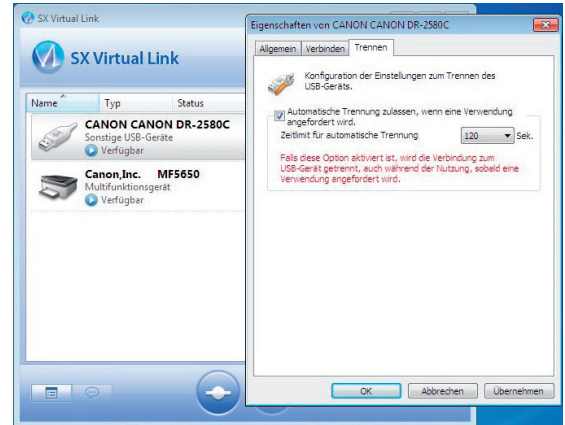 SX Virtual Link
SX Virtual Link
Name Typ Status
CANON CANON DR-2580C
Sonstige USB-Geräte
Verfügbar
Canon,Inc. MF5650
Multifunktionsgerät
Verfügbar
Eigenschaften von CANON CANON DR-2580C
Allgemein Verbinden Trennen
Konfiguration der Einstellungen zum Trennen des
USB-Geräts.
Automatische Trennung zulassen, wenn eine Verwendung
angefordert wird.
Zeitlimit für automatische Trennung 120 Sek.
Falls diese Option aktiviert ist, wird die Verbindung zum
USB-Gerät getrennt, auch während der Nutzung, sobald eine
Verwendung angefordert wird.
OK Abbrechen Übernehmen